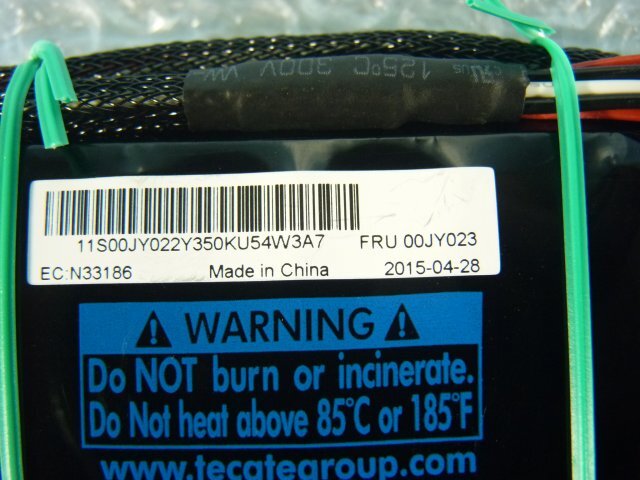 125°C 300V VW
11S00JY022Y350KU54W3A7 FRU 00JY023
EC:N33186 Made in China 2015-04-28
WARNING
Do NOT burn or incinerate.
Do Not heat above 85°C or 185°F
www.tecategroup.com